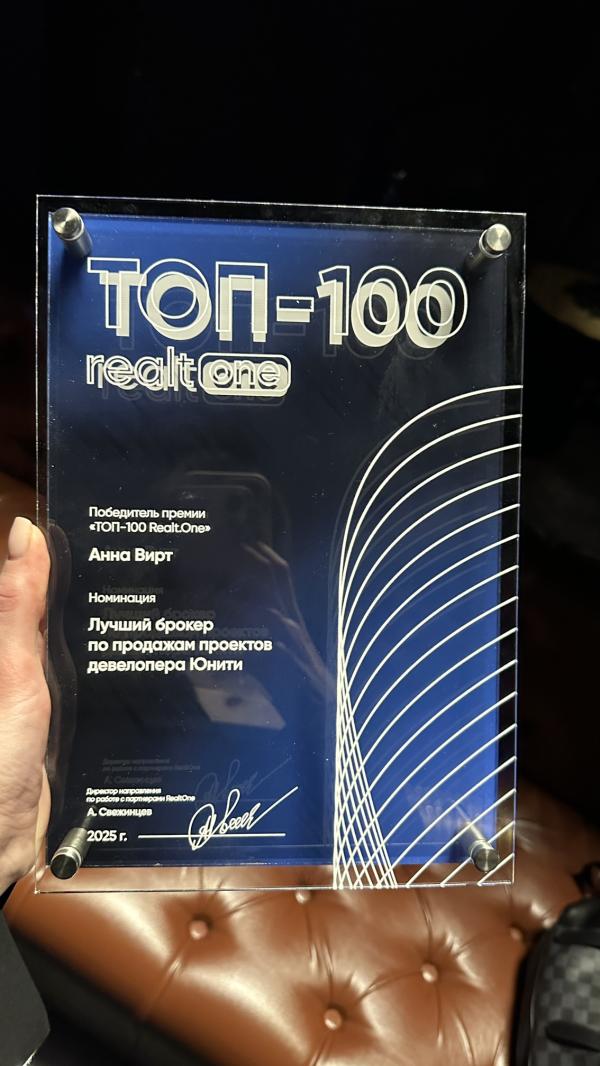 ТОП-100
realt one
Победитель премии
«ТОП-100 Realt.One»
Анна Вирт
Номинация
Лучший брокер
по продажам проектов
девелопера Юнити
Директор направления
по работе с партнерами RealtOne
А. Свежинцев
2025 г.